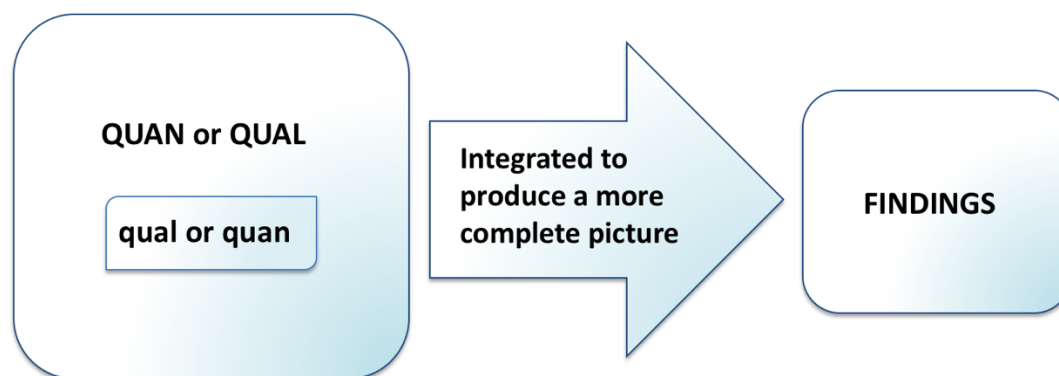 QUAN or QUAL
qual or quan
Integrated to
produce a more
complete picture
FINDINGS